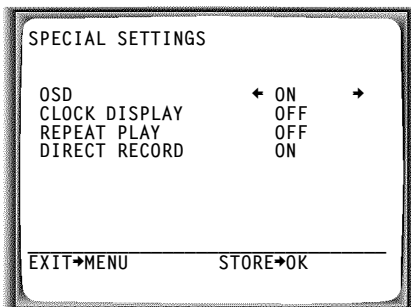 SPECIAL SETTINGS
OSD ← ON →
CLOCK DISPLAY OFF
REPEAT PLAY OFF
DIRECT RECORD ON
EXIT→MENU STORE→OK